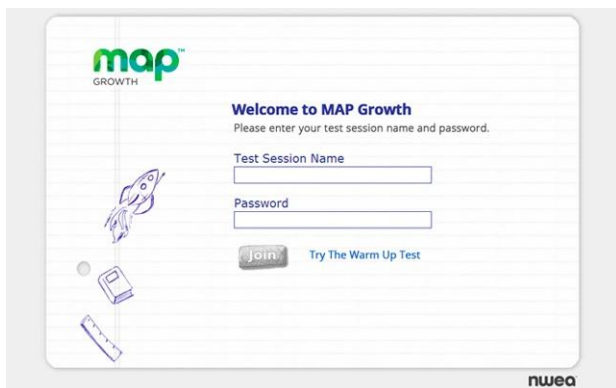 map™
GROWTH
Welcome to MAP Growth
Please enter your test session name and password.
Test Session Name
Password
Join
Try The Warm Up Test
nwea